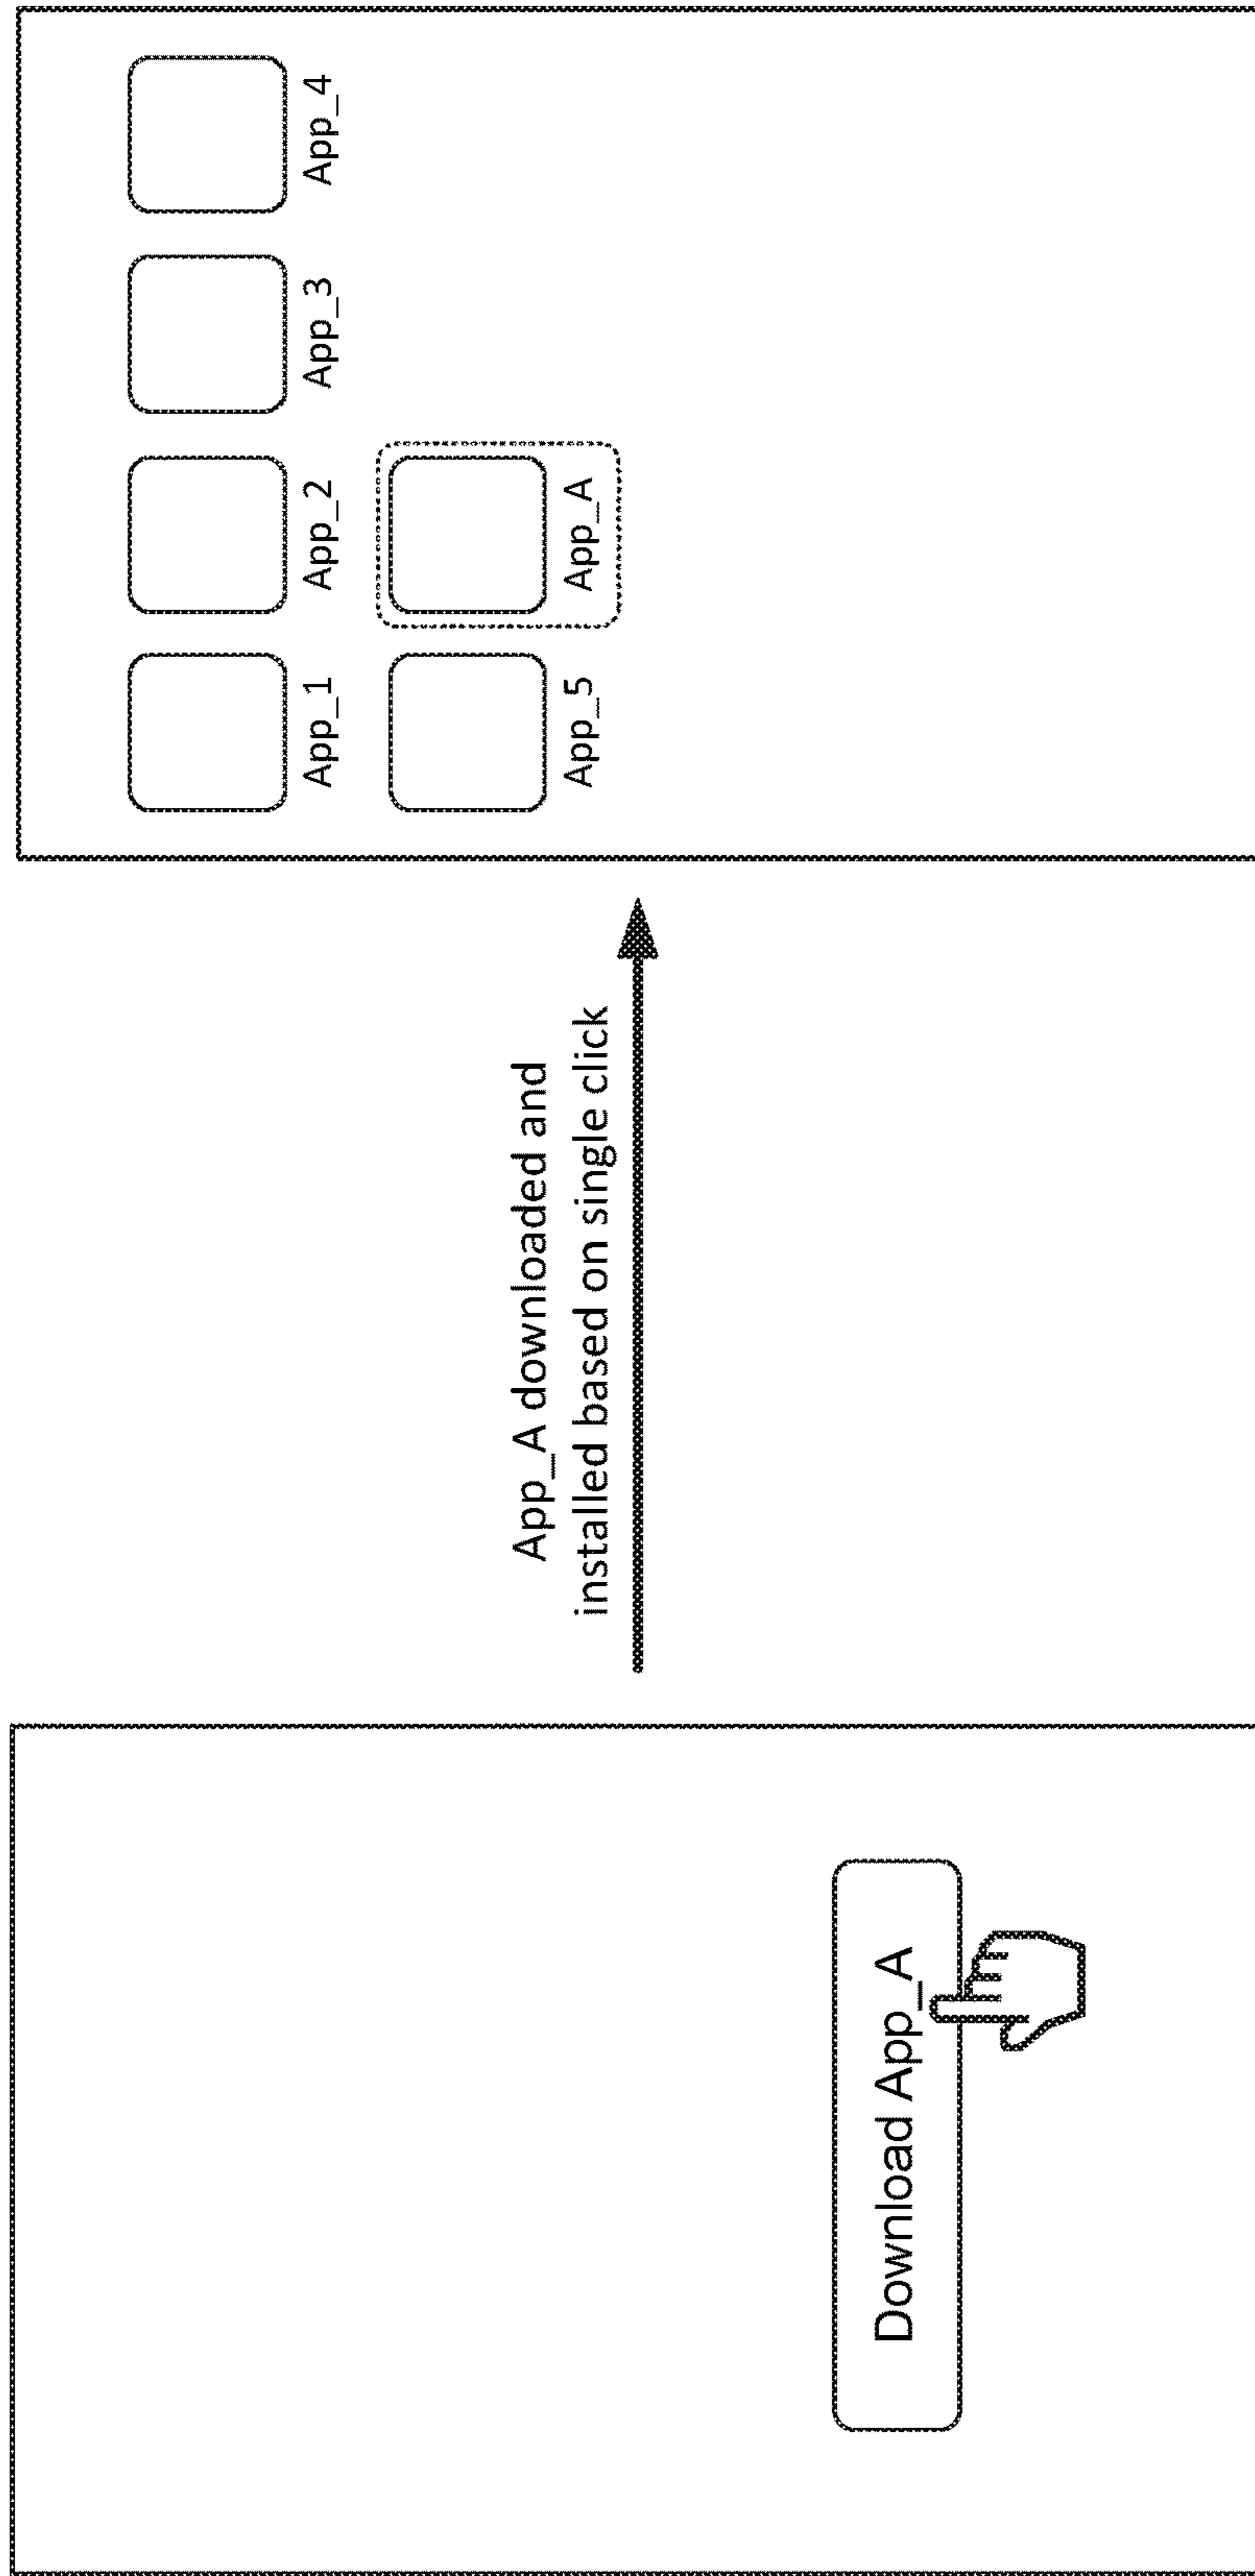 Download App_A
App_A downloaded and
installed based on single click
App_1
App_2
App_3
App_4
App_5
App_A